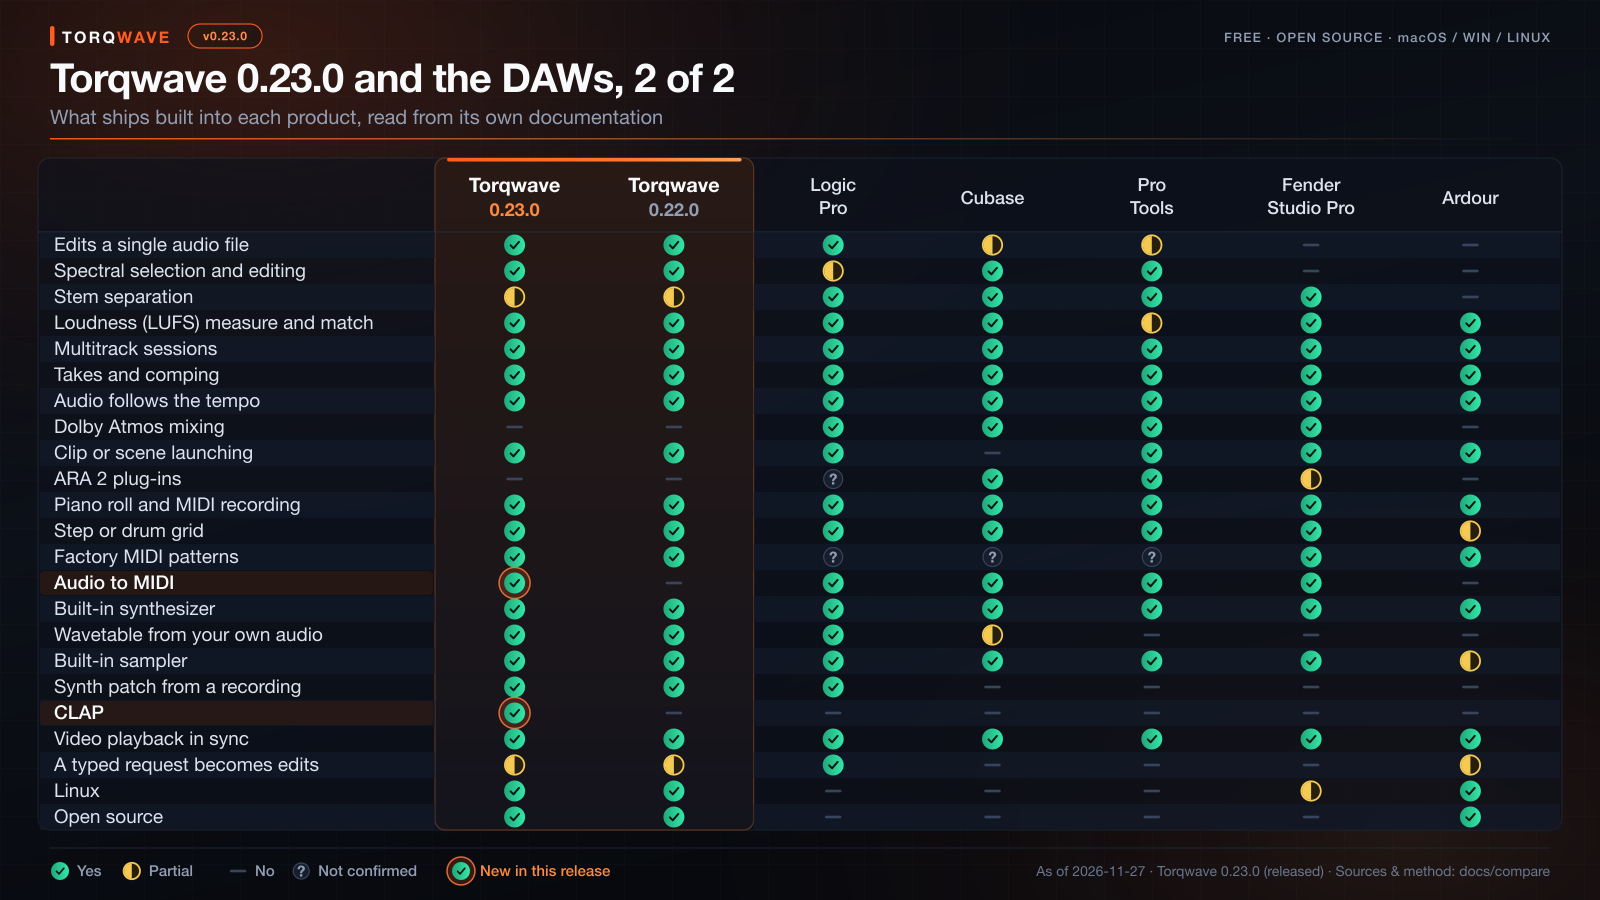 TORQWAVE v0.23.0
FREE · OPEN SOURCE · macOS / WIN / LINUX
Torqwave 0.23.0 and the DAWs, 2 of 2
What ships built into each product, read from its own documentation
Torqwave 0.23.0
Torqwave 0.22.0
Logic Pro
Cubase
Pro Tools
Fender Studio Pro
Ardour
Edits a single audio file
Spectral selection and editing
Stem separation
Loudness (LUFS) measure and match
Multitrack sessions
Takes and comping
Audio follows the tempo
Dolby Atmos mixing
Clip or scene launching
ARA 2 plug-ins
?
Piano roll and MIDI recording
Step or drum grid
Factory MIDI patterns
? ? ?
Audio to MIDI
Built-in synthesizer
Wavetable from your own audio
Built-in sampler
Synth patch from a recording
CLAP
Video playback in sync
A typed request becomes edits
Linux
Open source
Yes Partial No ? Not confirmed New in this release
As of 2026-11-27 · Torqwave 0.23.0 (released) · Sources & method: docs/compare